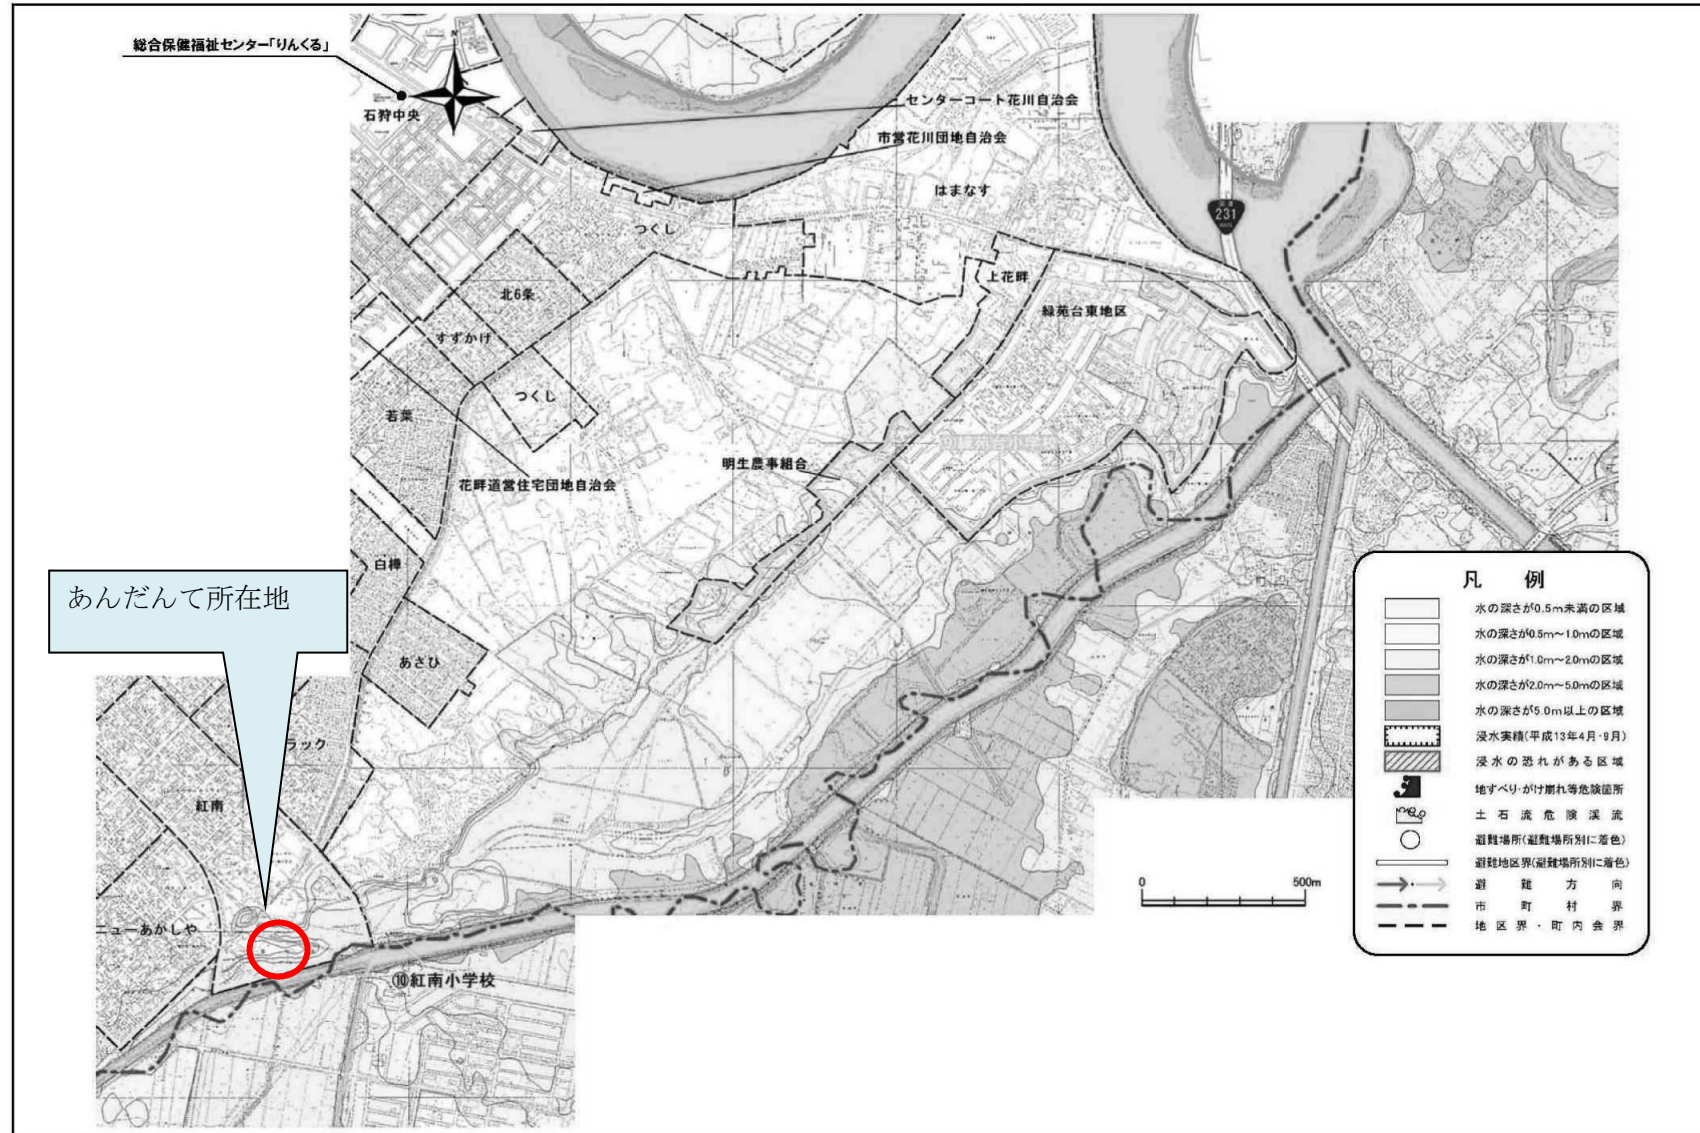 総合保健福祉センター「りんくる」
N
石狩中央
センターコート花川自治会
市営花川団地自治会
はまなす
国道
231
つくし
上花畔
北6条
緑苑台東地区
すずかけ
つくし
若葉
明生農事組合
花畔道営住宅団地自治会
白樺
あんだんて所在地
あさひ
ラック
紅南
ニューあかしや
⑩紅南小学校
0 500m
凡 例
水の深さが0.5m未満の区域
水の深さが0.5m～1.0mの区域
水の深さが1.0m～2.0mの区域
水の深さが2.0m～5.0mの区域
水の深さが5.0m以上の区域
浸水実績(平成13年4月・9月)
浸水の恐れがある区域
地すべり・がけ崩れ等危険箇所
土石流危険渓流
避難場所(避難場所別に着色)
避難地区界(避難場所別に着色)
避難方向
市町村界
地区界・町内会界